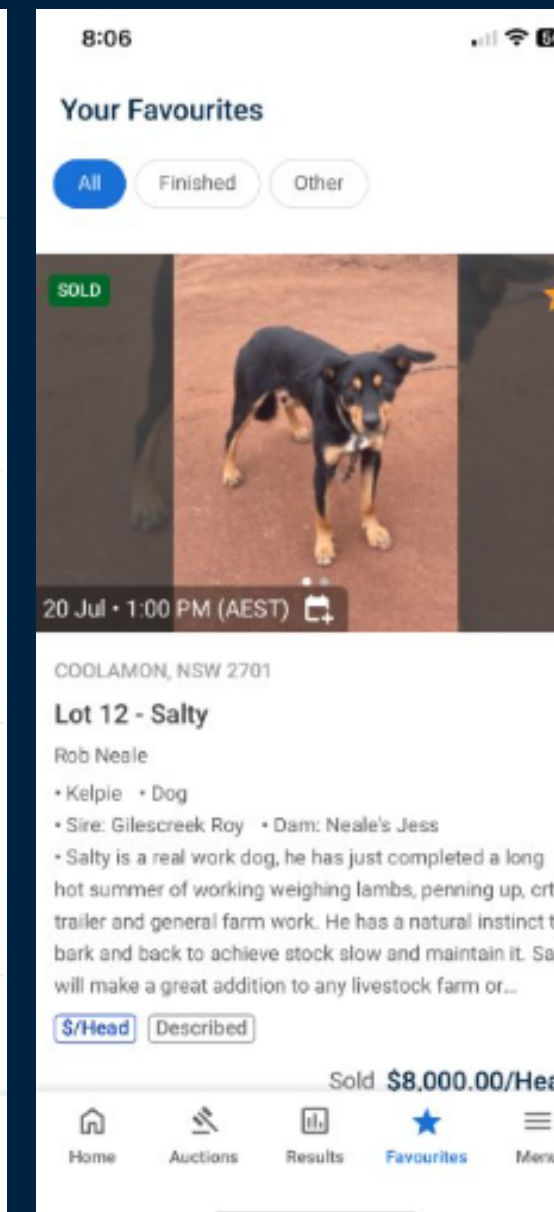 8:06
Your Favourites
All Finished Other
SOLD
20 Jul • 1:00 PM (AEST)
COOLAMON, NSW 2701
Lot 12 - Salty
Rob Neale
• Kelpie • Dog
• Sire: Gilescreek Roy • Dam: Neale's Jess
• Salty is a real work dog, he has just completed a long
hot summer of working weighing lambs, penning up, crt
trailer and general farm work. He has a natural instinct t
bark and back to achieve stock slow and maintain it. Sa
will make a great addition to any livestock farm or...
$/Head Described
Sold $8,000.00/Hea
Home Auctions Results Favourites Menu